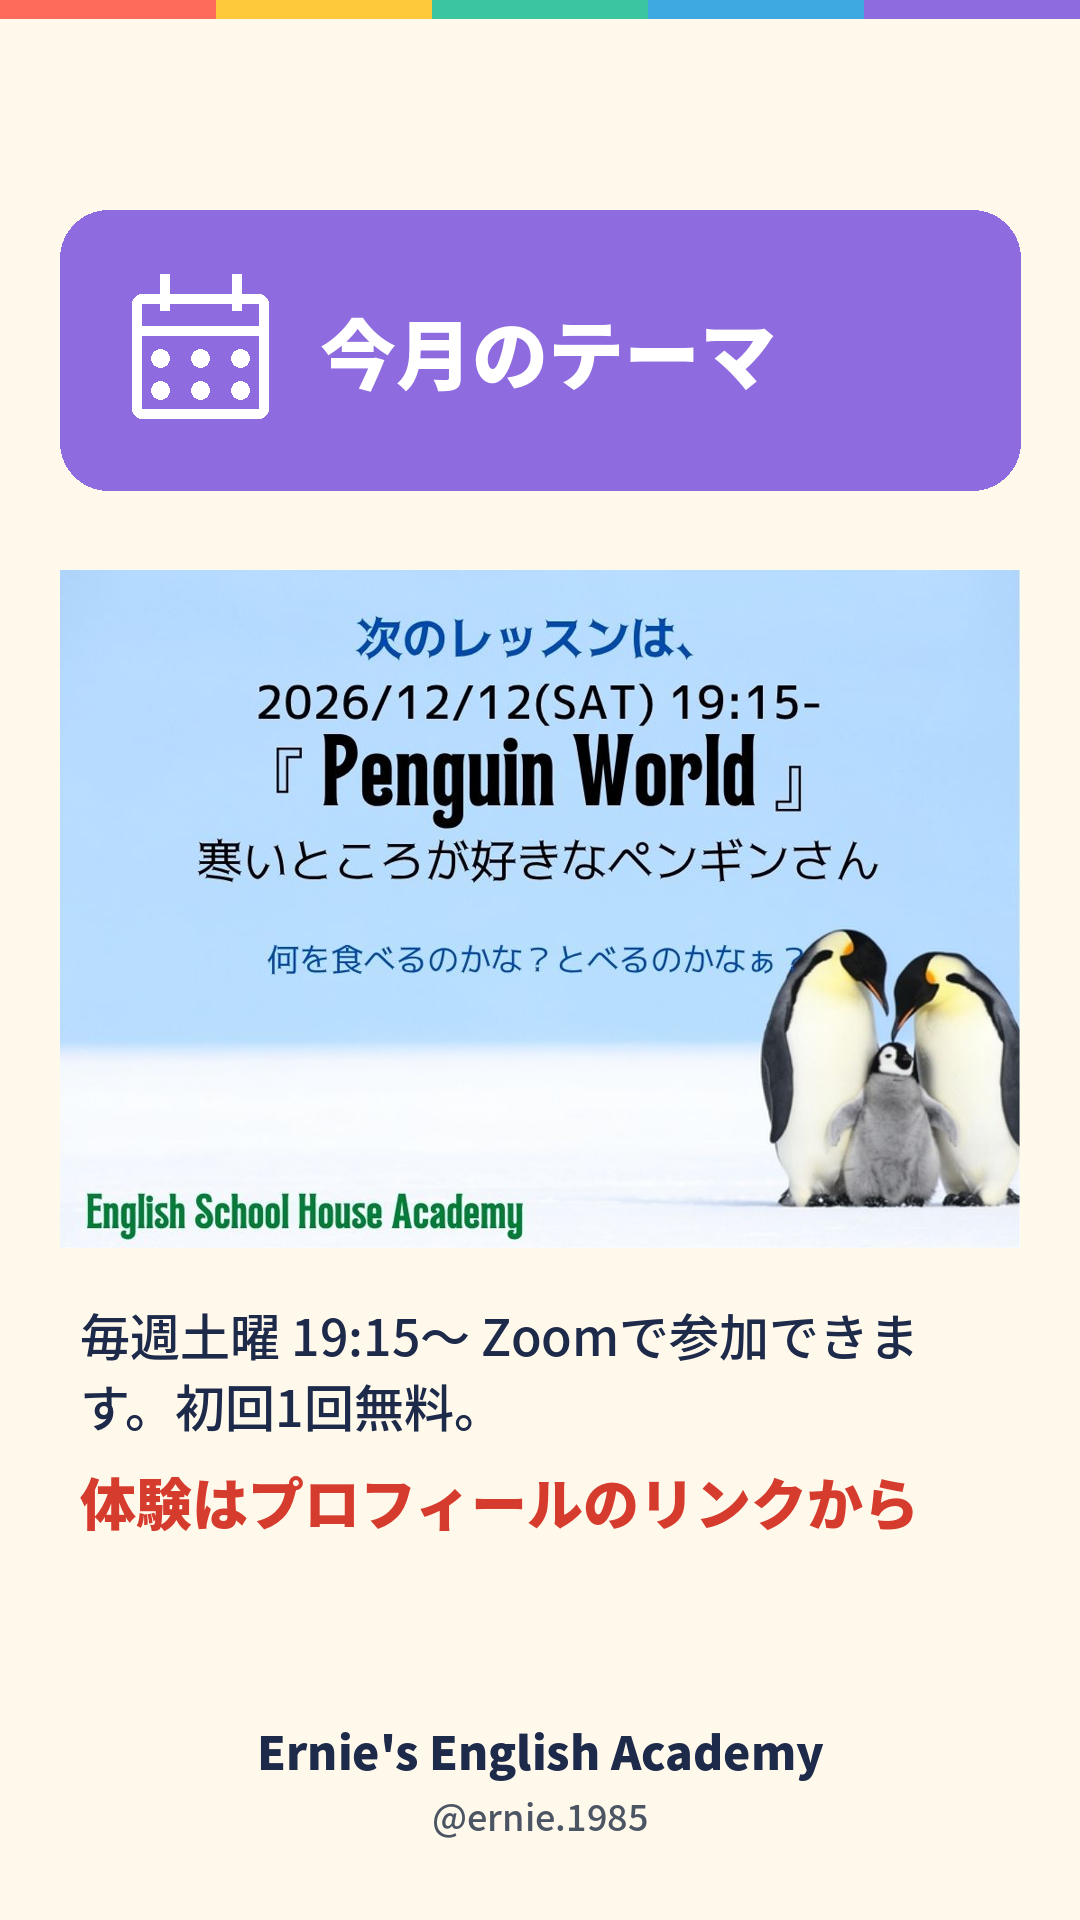 今月のテーマ
次のレッスンは、
2026/12/12(SAT) 19:15-
『 Penguin World 』
寒いところが好きなペンギンさん
何を食べるのかな？とべるのかなぁ？
English School House Academy
毎週土曜 19:15〜 Zoomで参加できま
す。初回1回無料。
体験はプロフィールのリンクから
Ernie's English Academy
@ernie.1985